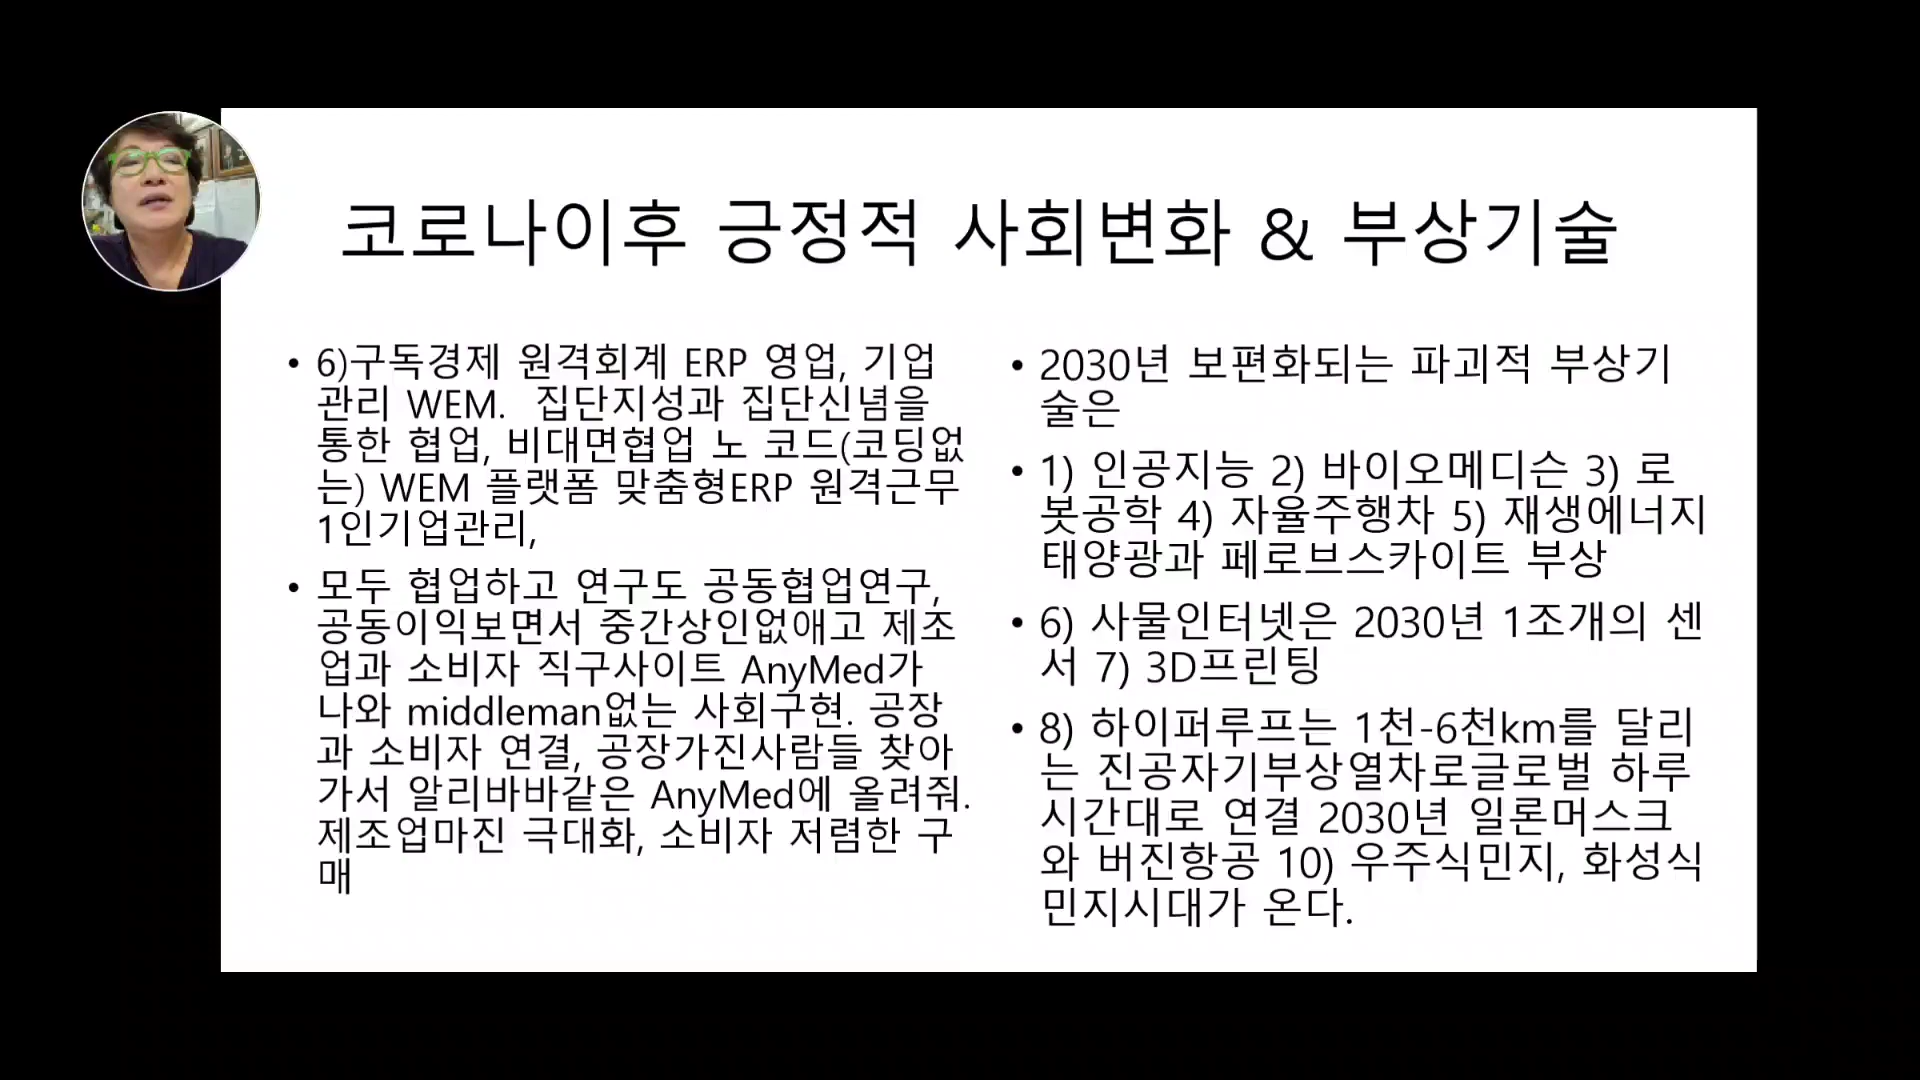 코로나이후 긍정적 사회변화 & 부상기술
• 6)구독경제 원격회계 ERP 영업, 기업
관리 WEM. 집단지성과 집단신념을
통한 협업, 비대면협업 노 코드(코딩없
는) WEM 플랫폼 맞춤형ERP 원격근무
1인기업관리,
• 모두 협업하고 연구도 공동협업연구,
공동이익보면서 중간상인없애고 제조
업과 소비자 직구사이트 AnyMed가
나와 middleman없는 사회구현. 공장
과 소비자 연결, 공장가진사람들 찾아
가서 알리바바같은 AnyMed에 올려줘.
제조업마진 극대화, 소비자 저렴한 구
매
• 2030년 보편화되는 파괴적 부상기
술은
• 1) 인공지능 2) 바이오메디슨 3) 로
봇공학 4) 자율주행차 5) 재생에너지
태양광과 페로브스카이트 부상
• 6) 사물인터넷은 2030년 1조개의 센
서 7) 3D프린팅
• 8) 하이퍼루프는 1천-6천km를 달리
는 진공자기부상열차로글로벌 하루
시간대로 연결 2030년 일론머스크
와 버진항공 10) 우주식민지, 화성식
민지시대가 온다.